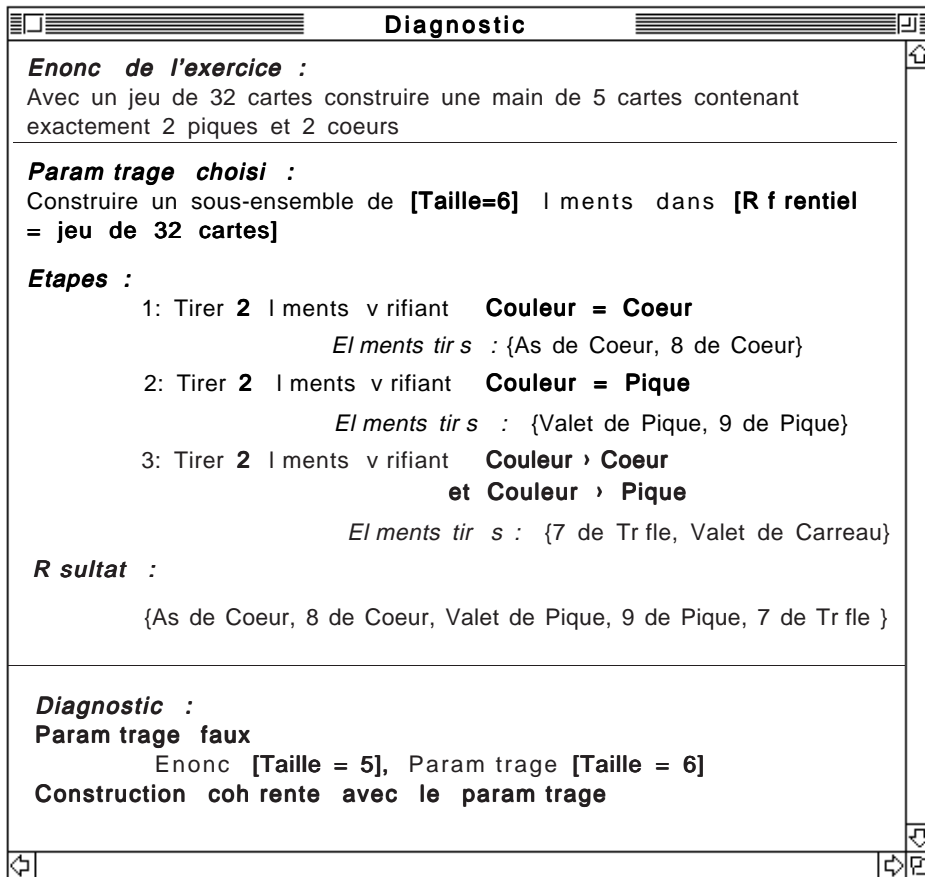 Diagnostic
Enonc de l'exercice :
Avec un jeu de 32 cartes construire une main de 5 cartes contenant
exactement 2 piques et 2 coeurs
Param trage choisi :
Construire un sous-ensemble de [Taille=6] l ments dans [R f rentiel
= jeu de 32 cartes]
Etapes :
1: Tirer 2 l ments v rifiant Couleur = Coeur
El ments tir s : {As de Coeur, 8 de Coeur}
2: Tirer 2 l ments v rifiant Couleur = Pique
El ments tir s : {Valet de Pique, 9 de Pique}
3: Tirer 2 l ments v rifiant Couleur › Coeur
et Couleur › Pique
El ments tir s : {7 de Tr fle, Valet de Carreau}
R sultat :
{As de Coeur, 8 de Coeur, Valet de Pique, 9 de Pique, 7 de Tr fle }
Diagnostic :
Param trage faux
Enonc [Taille = 5], Param trage [Taille = 6]
Construction coh rente avec le param trage